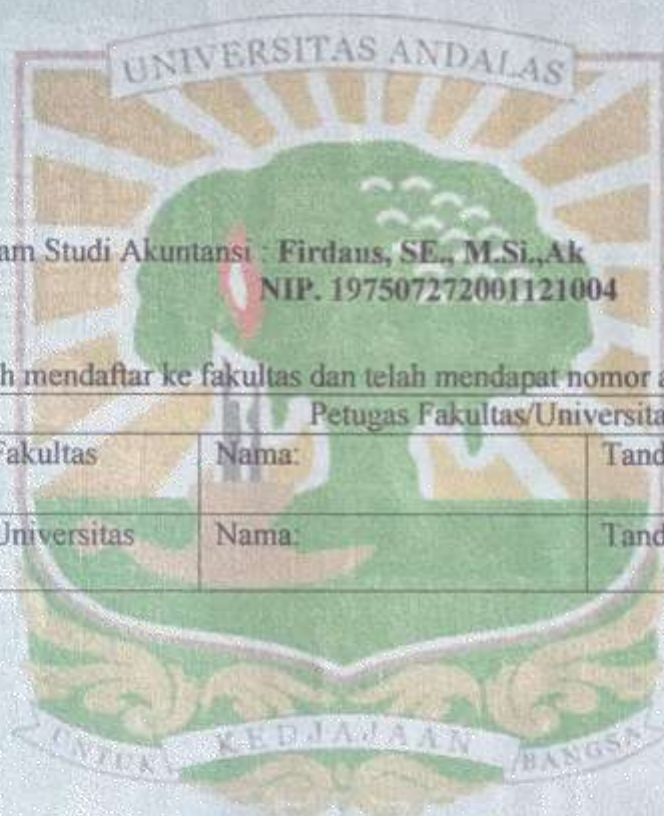 UNIVERSITAS ANDALAS
am Studi Akuntansi : Firdaus, SE., M.Si.,Ak
NIP. 197507272001121004
h mendaftar ke fakultas dan telah mendapat nomor a
Petugas Fakultas/Universita
Fakultas Nama: Tand
Universitas Nama: Tand
UNTUK KEDJAJAAN BANGSA